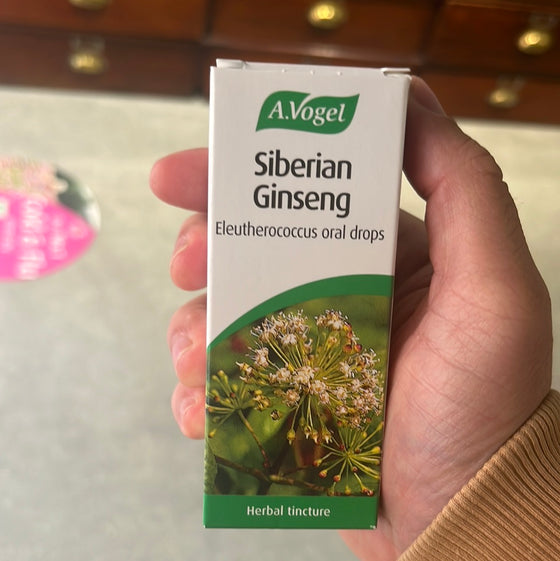 A.Vogel
Siberian
Ginseng
Eleutherococcus oral drops
Herbal tincture